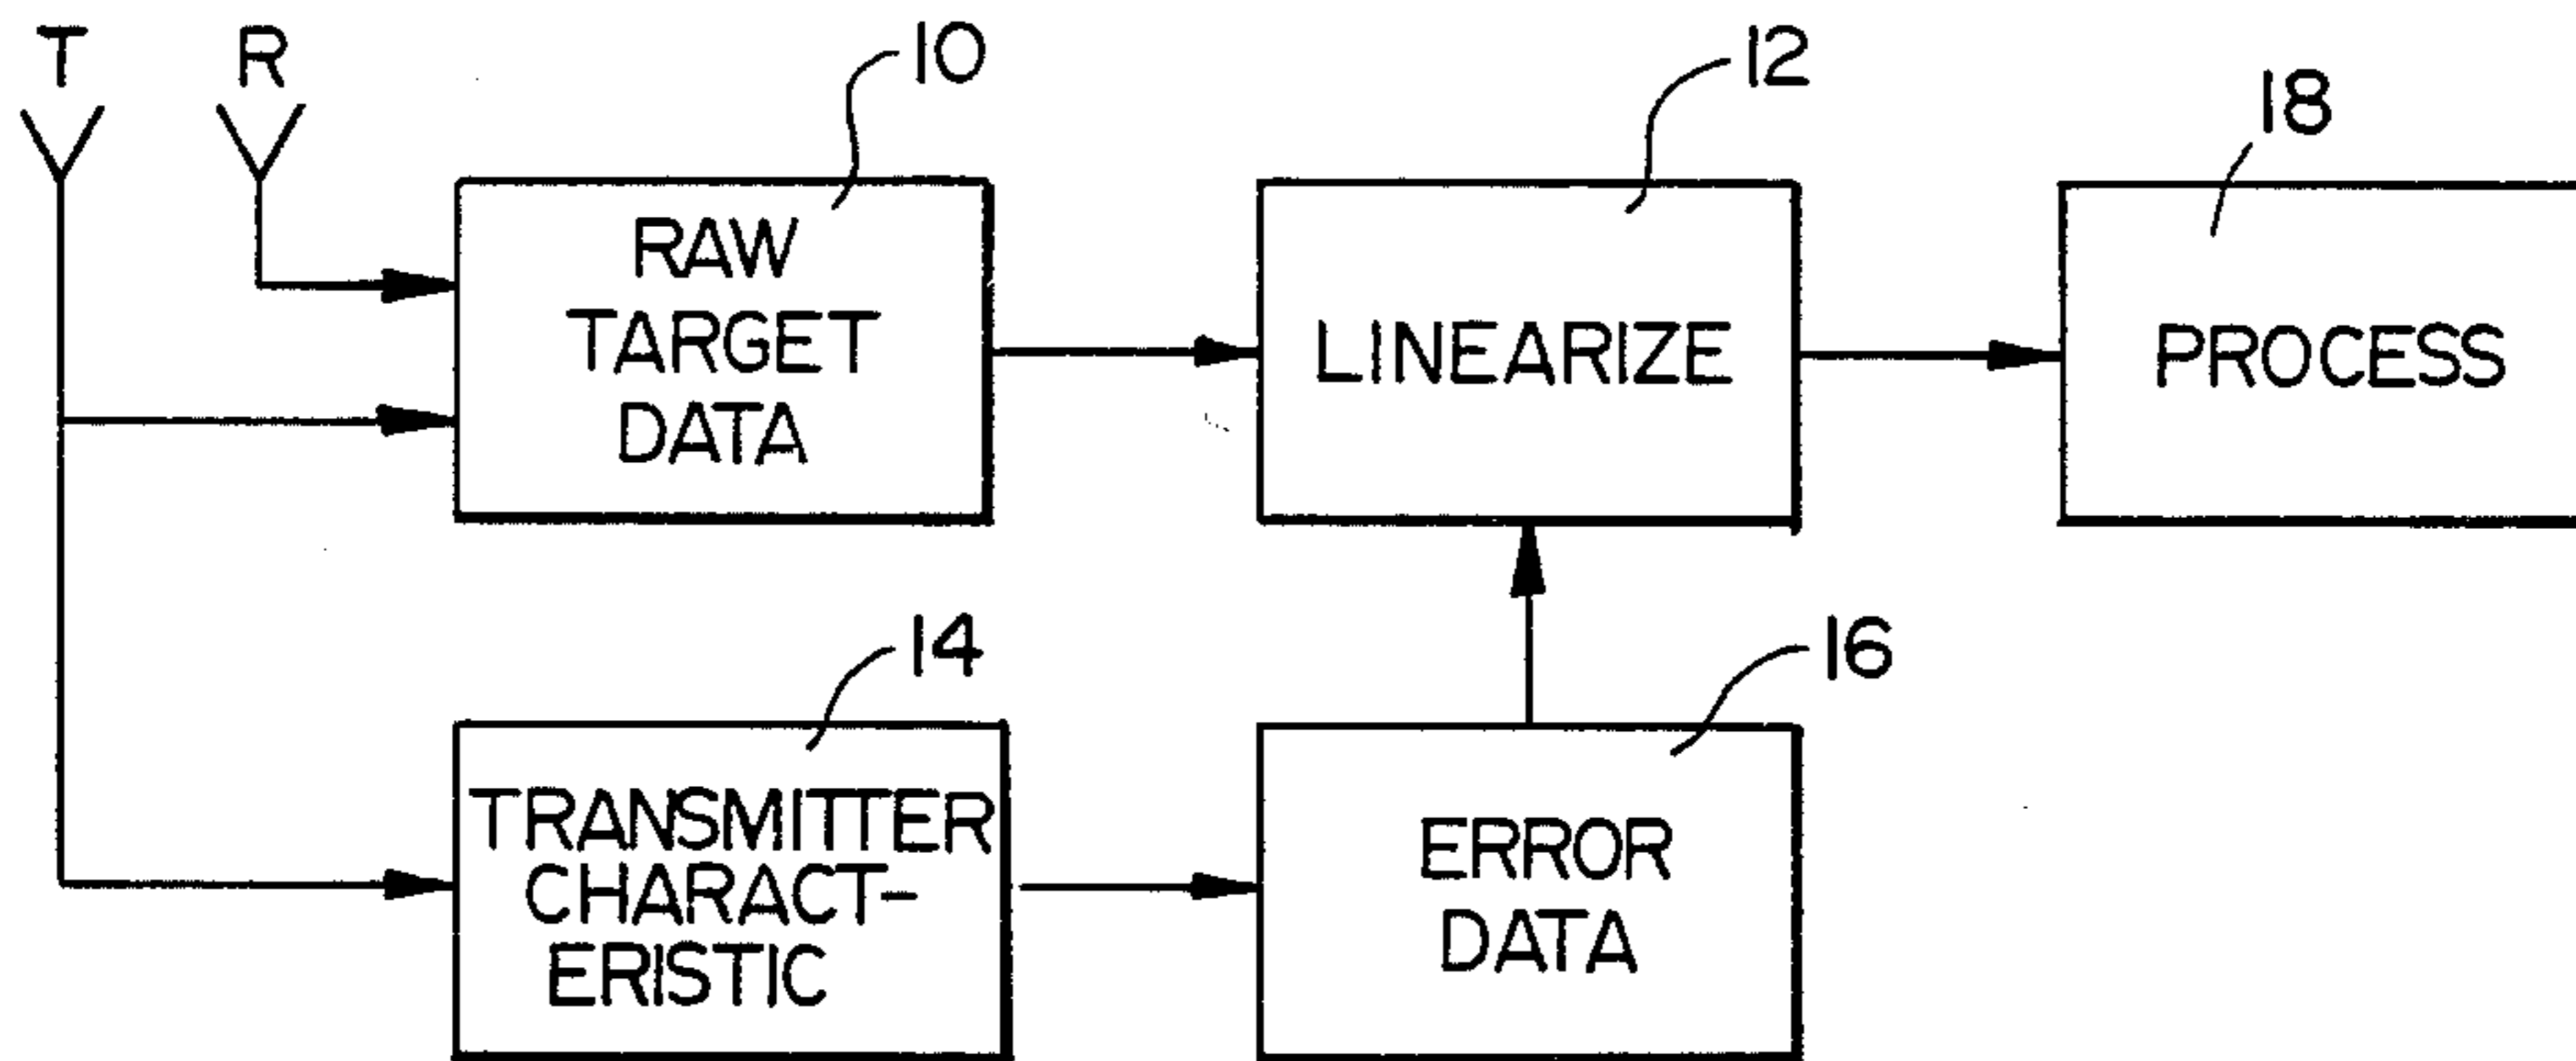 T
R
10
12
18
RAW
TARGET
DATA
LINEARIZE
PROCESS
14
16
TRANSMITTER
CHARACT-
ERISTIC
ERROR
DATA